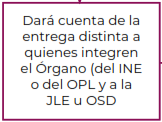 Dará cuenta de la
entrega distinta a
quienes integren
el Órgano (del INE
o del OPL y a la
JLE u OSD